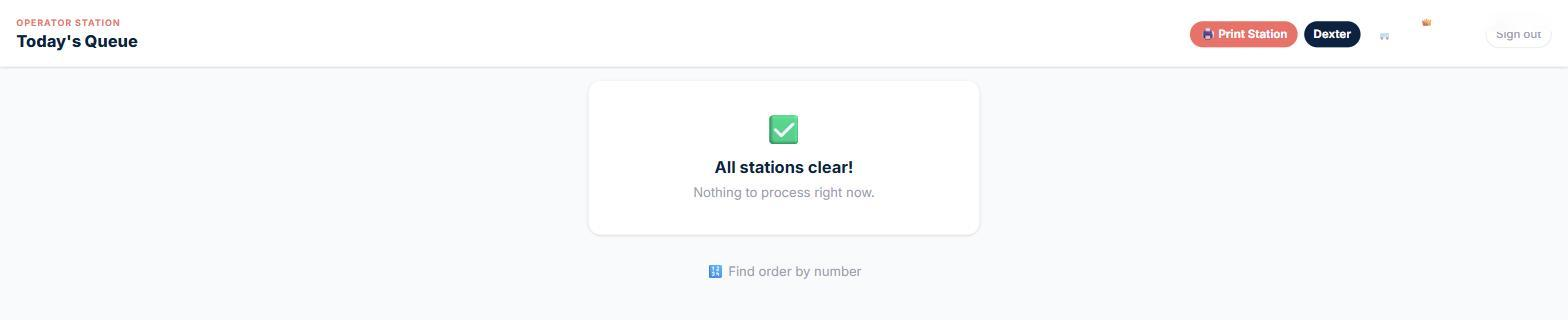 OPERATOR STATION
Today's Queue
Print Station
Dexter
Sign out
All stations clear!
Nothing to process right now.
Find order by number